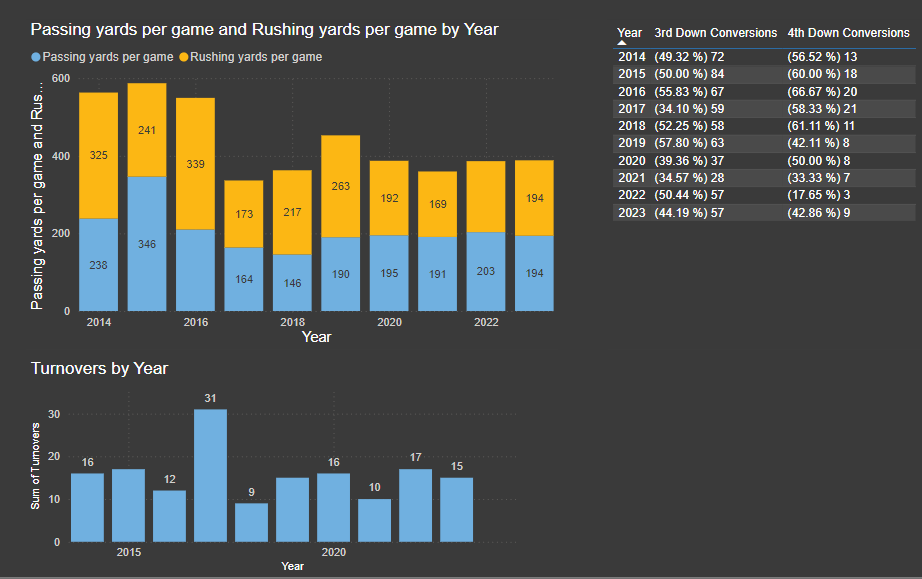 Passing yards per game and Rushing yards per game by Year
Passing yards per game Rushing yards per game
Passing yards per game and Rus...
600
400
200
0
325 241 339 173 217 263 192 169 194
238 346 164 146 190 195 191 203 194
2014 2016 2018 2020 2022
Year
Year 3rd Down Conversions 4th Down Conversions
2014 (49.32 %) 72 (56.52 %) 13
2015 (50.00 %) 84 (60.00 %) 18
2016 (55.83 %) 67 (66.67 %) 20
2017 (34.10 %) 59 (58.33 %) 21
2018 (52.25 %) 58 (61.11 %) 11
2019 (57.80 %) 63 (42.11 %) 8
2020 (39.36 %) 37 (50.00 %) 8
2021 (34.57 %) 28 (33.33 %) 7
2022 (50.44 %) 57 (17.65 %) 3
2023 (44.19 %) 57 (42.86 %) 9
Turnovers by Year
Sum of Turnovers
30
20
10
0
16 12 31 9 16 10 17 15
2015 2020
Year